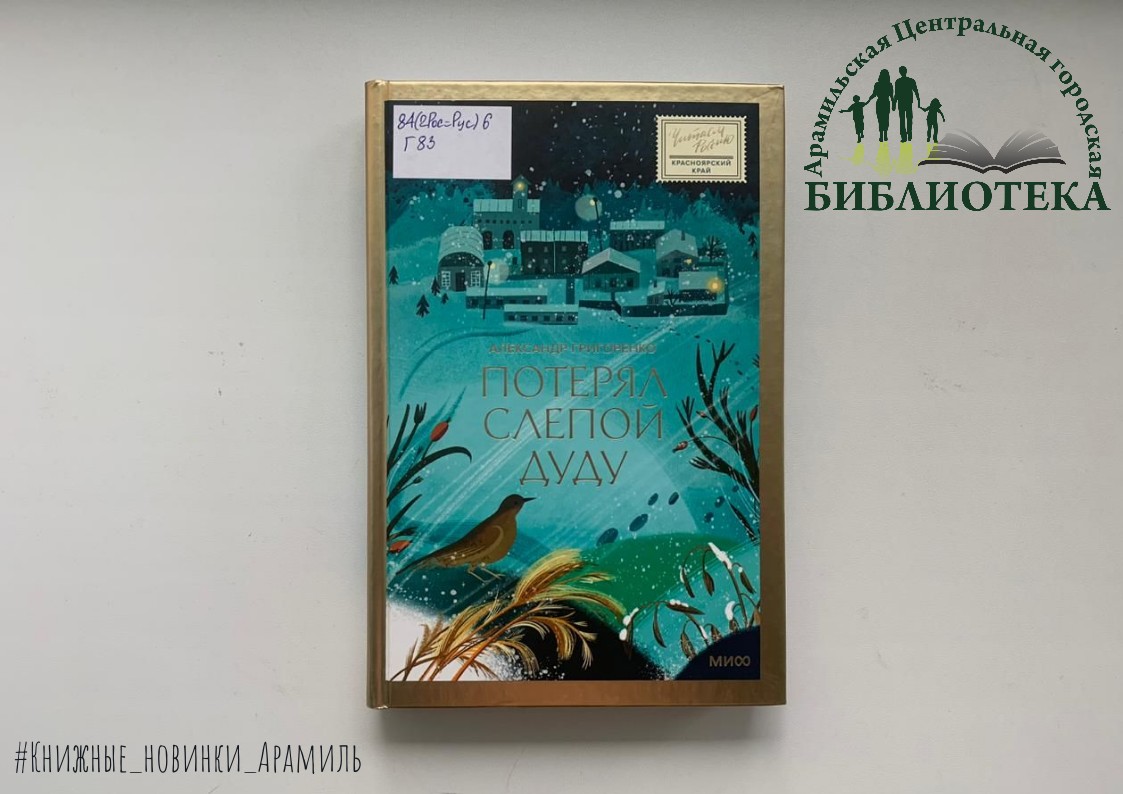 Арамильская Центральная городская
БИБЛИОТЕКА
84(2Рос=Рус)6
Г83
Читаем
Россию
КРАСНОЯРСКИЙ
КРАЙ
АЛЕКСАНДР ГРИГОРЕНКО
ПОТЕРЯЛ
СЛЕПОЙ
ДУДУ
МИФ
#Книжные_новинки_Арамиль